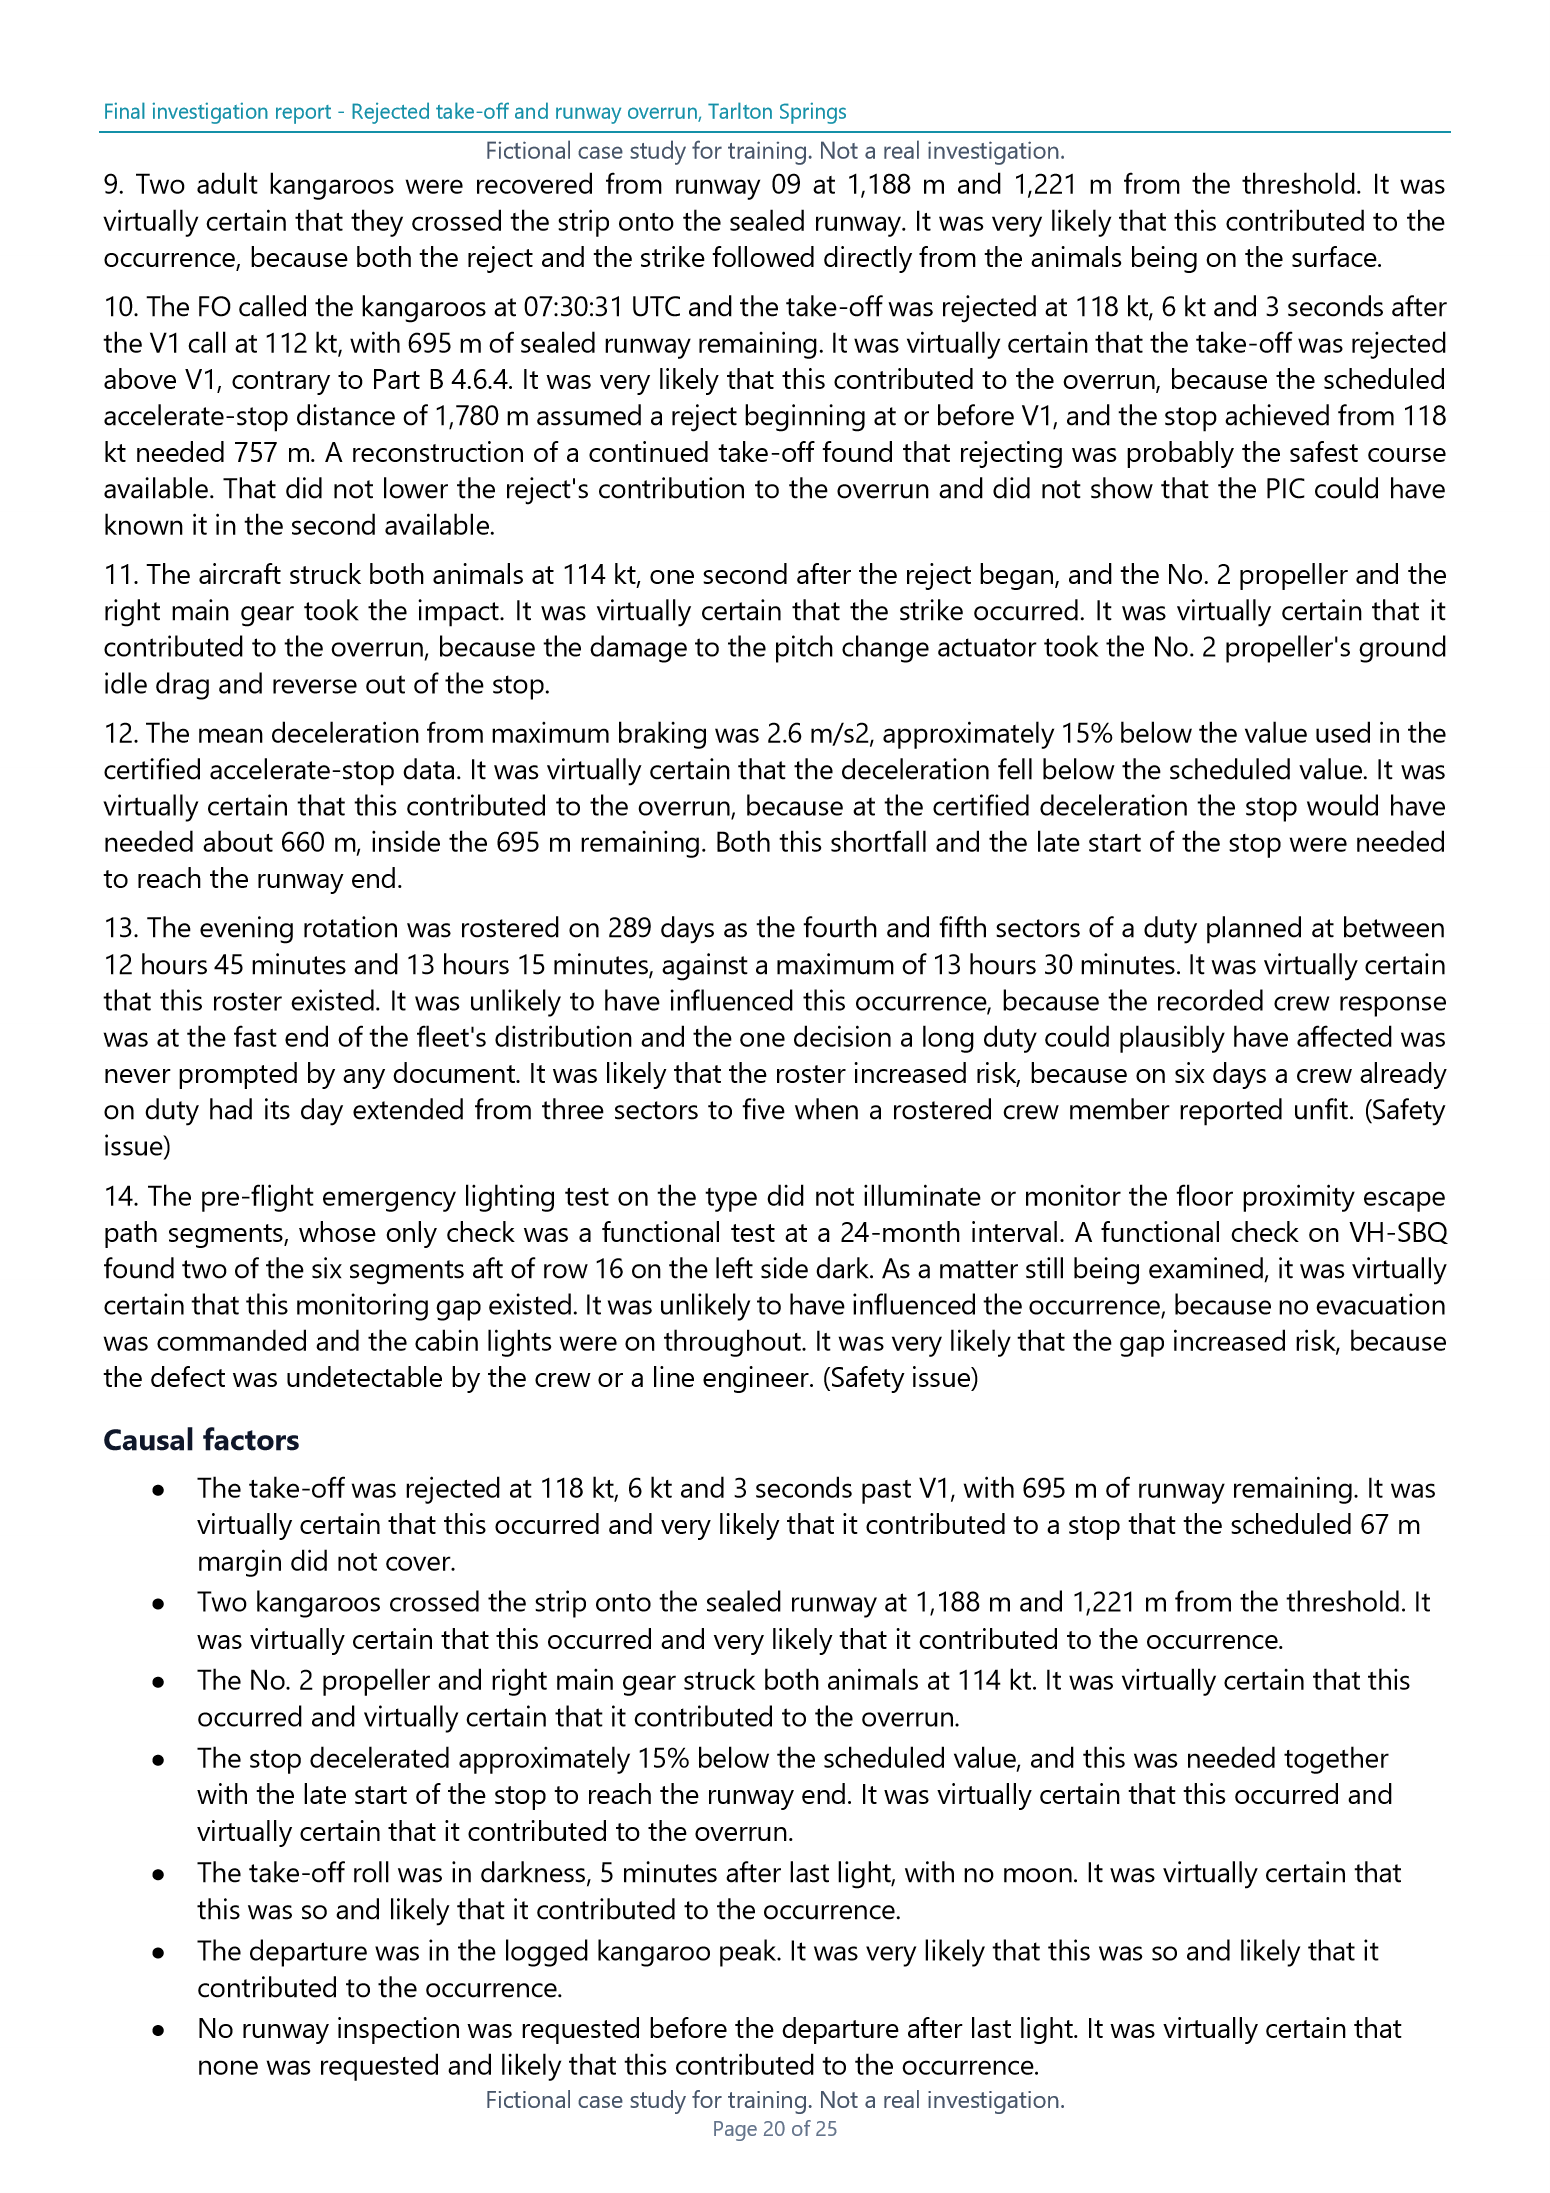 Final investigation report - Rejected take-off and runway overrun, Tarlton Springs
Fictional case study for training. Not a real investigation.
9. Two adult kangaroos were recovered from runway 09 at 1,188 m and 1,221 m from the threshold. It was
virtually certain that they crossed the strip onto the sealed runway. It was very likely that this contributed to the
occurrence, because both the reject and the strike followed directly from the animals being on the surface.
10. The FO called the kangaroos at 07:30:31 UTC and the take-off was rejected at 118 kt, 6 kt and 3 seconds after
the V1 call at 112 kt, with 695 m of sealed runway remaining. It was virtually certain that the take-off was rejected
above V1, contrary to Part B 4.6.4. It was very likely that this contributed to the overrun, because the scheduled
accelerate-stop distance of 1,780 m assumed a reject beginning at or before V1, and the stop achieved from 118
kt needed 757 m. A reconstruction of a continued take-off found that rejecting was probably the safest course
available. That did not lower the reject's contribution to the overrun and did not show that the PIC could have
known it in the second available.
11. The aircraft struck both animals at 114 kt, one second after the reject began, and the No. 2 propeller and the
right main gear took the impact. It was virtually certain that the strike occurred. It was virtually certain that it
contributed to the overrun, because the damage to the pitch change actuator took the No. 2 propeller's ground
idle drag and reverse out of the stop.
12. The mean deceleration from maximum braking was 2.6 m/s2, approximately 15% below the value used in the
certified accelerate-stop data. It was virtually certain that the deceleration fell below the scheduled value. It was
virtually certain that this contributed to the overrun, because at the certified deceleration the stop would have
needed about 660 m, inside the 695 m remaining. Both this shortfall and the late start of the stop were needed
to reach the runway end.
13. The evening rotation was rostered on 289 days as the fourth and fifth sectors of a duty planned at between
12 hours 45 minutes and 13 hours 15 minutes, against a maximum of 13 hours 30 minutes. It was virtually certain
that this roster existed. It was unlikely to have influenced this occurrence, because the recorded crew response
was at the fast end of the fleet's distribution and the one decision a long duty could plausibly have affected was
never prompted by any document. It was likely that the roster increased risk, because on six days a crew already
on duty had its day extended from three sectors to five when a rostered crew member reported unfit. (Safety
issue)
14. The pre-flight emergency lighting test on the type did not illuminate or monitor the floor proximity escape
path segments, whose only check was a functional test at a 24-month interval. A functional check on VH-SBQ
found two of the six segments aft of row 16 on the left side dark. As a matter still being examined, it was virtually
certain that this monitoring gap existed. It was unlikely to have influenced the occurrence, because no evacuation
was commanded and the cabin lights were on throughout. It was very likely that the gap increased risk, because
the defect was undetectable by the crew or a line engineer. (Safety issue)
Causal factors
● The take-off was rejected at 118 kt, 6 kt and 3 seconds past V1, with 695 m of runway remaining. It was
virtually certain that this occurred and very likely that it contributed to a stop that the scheduled 67 m
margin did not cover.
● Two kangaroos crossed the strip onto the sealed runway at 1,188 m and 1,221 m from the threshold. It
was virtually certain that this occurred and very likely that it contributed to the occurrence.
● The No. 2 propeller and right main gear struck both animals at 114 kt. It was virtually certain that this
occurred and virtually certain that it contributed to the overrun.
● The stop decelerated approximately 15% below the scheduled value, and this was needed together
with the late start of the stop to reach the runway end. It was virtually certain that this occurred and
virtually certain that it contributed to the overrun.
● The take-off roll was in darkness, 5 minutes after last light, with no moon. It was virtually certain that
this was so and likely that it contributed to the occurrence.
● The departure was in the logged kangaroo peak. It was very likely that this was so and likely that it
contributed to the occurrence.
● No runway inspection was requested before the departure after last light. It was virtually certain that
none was requested and likely that this contributed to the occurrence.
Fictional case study for training. Not a real investigation.
Page 20 of 25